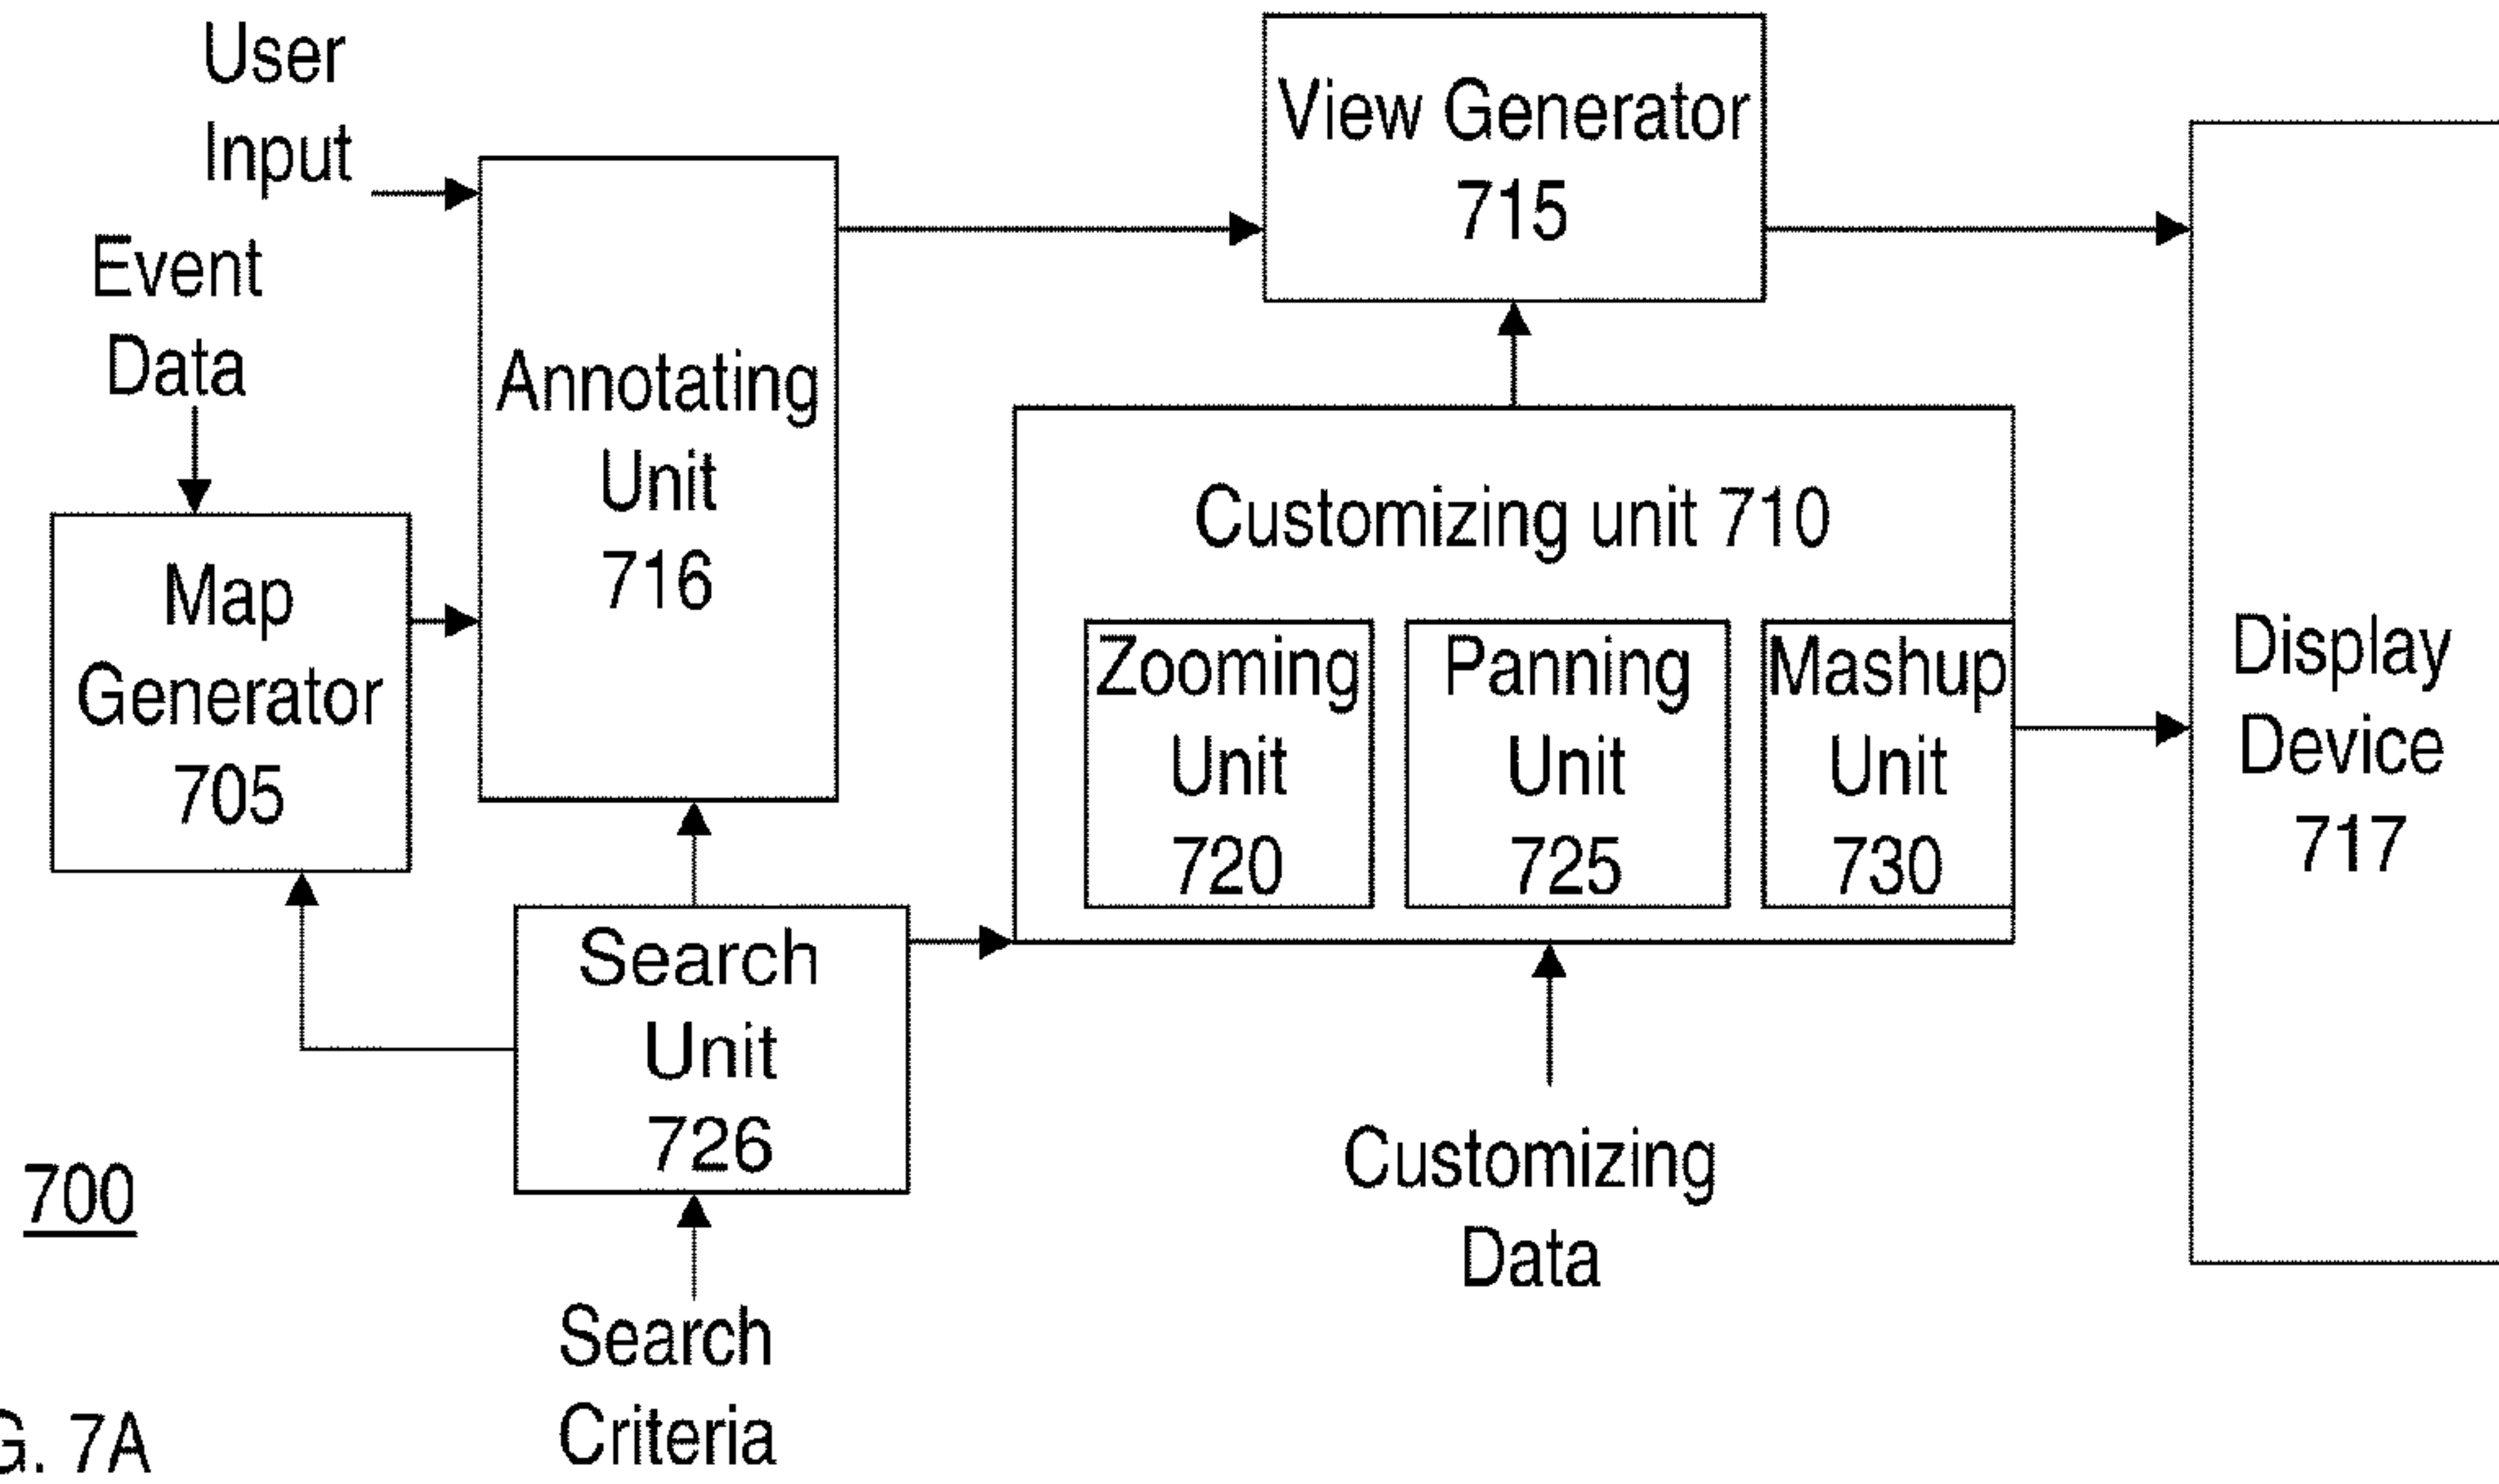 User
Input
Event
Data
Map
Generator
705
Annotating
Unit
716
View Generator
715
Customizing unit 710
Zooming
Unit
720
Panning
Unit
725
Mashup
Unit
730
Display
Device
717
Search
Unit
726
Customizing
Data
Search
Criteria
700
G. 7A